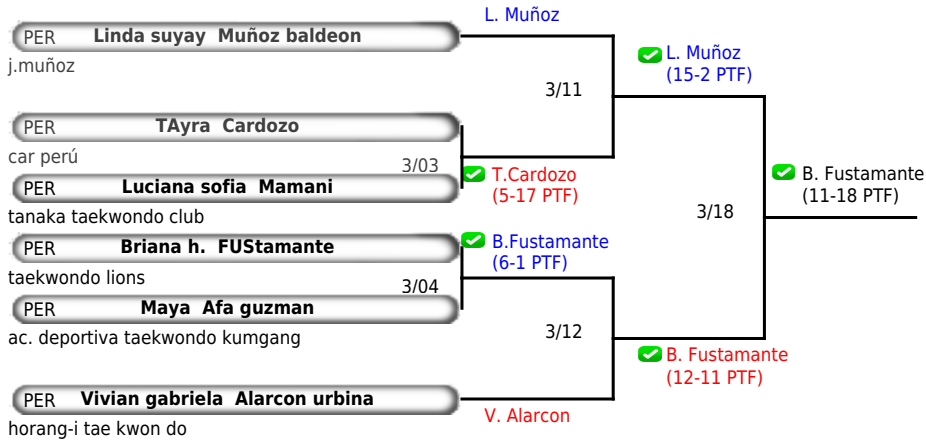 L. Muñoz
PER Linda suyay Muñoz baldeon
j.muñoz
3/11
L. Muñoz
(15-2 PTF)
PER TAyra Cardozo
car perú
3/03
T.Cardozo
(5-17 PTF)
PER Luciana sofia Mamani
tanaka taekwondo club
3/18
B. Fustamante
(11-18 PTF)
PER Briana h. FUStamante
taekwondo lions
B.Fustamante
(6-1 PTF)
3/04
PER Maya Afa guzman
ac. deportiva taekwondo kumgang
3/12
B. Fustamante
(12-11 PTF)
PER Vivian gabriela Alarcon urbina
V. Alarcon
horang-i tae kwon do